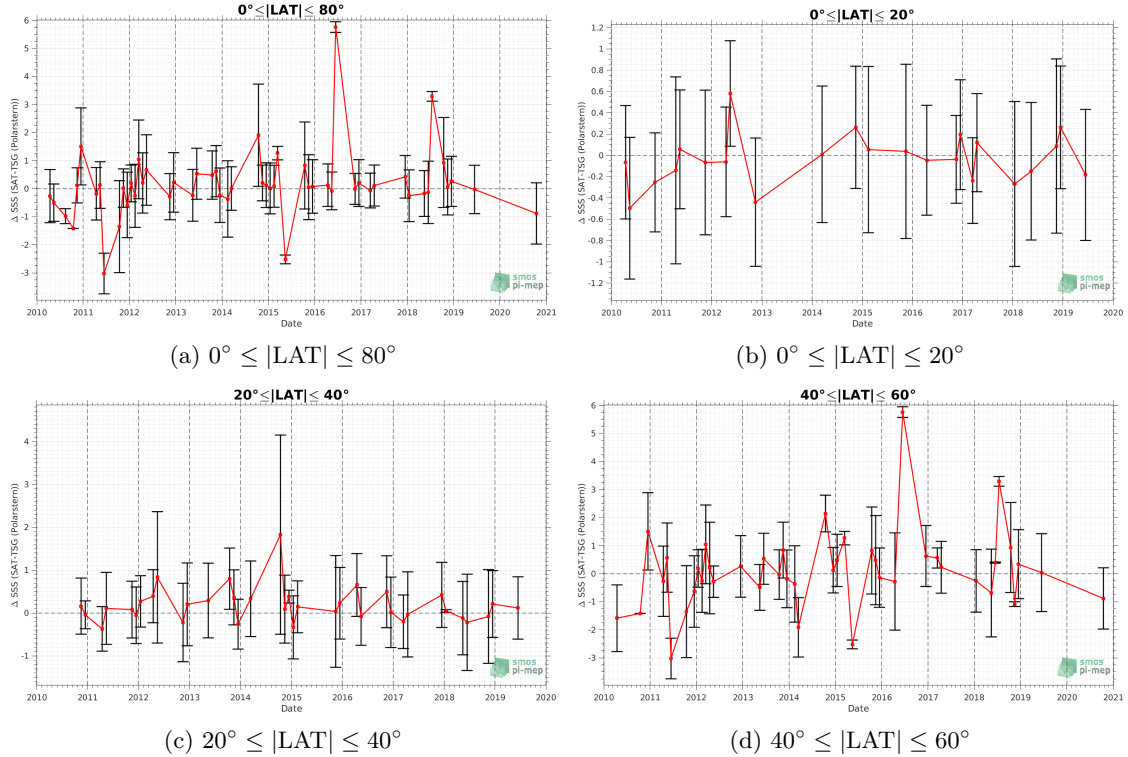 0°≤|LAT|≤ 80°
Δ SSS (SAT-TSG (Polarstern))
6
5
4
3
2
1
0
-1
-2
-3
2010 2011 2012 2013 2014 2015 2016 2017 2018 2019 2020 2021
Date
smos
pi-mep
(a) 0° ≤ |LAT| ≤ 80°
0°≤|LAT|≤ 20°
Δ SSS (SAT-TSG (Polarstern))
1.2
1
0.8
0.6
0.4
0.2
0
-0.2
-0.4
-0.6
-0.8
-1
-1.2
2010 2011 2012 2013 2014 2015 2016 2017 2018 2019 2020
Date
smos
pi-mep
(b) 0° ≤ |LAT| ≤ 20°
20°≤|LAT|≤ 40°
Δ SSS (SAT-TSG (Polarstern))
4
3
2
1
0
-1
2010 2011 2012 2013 2014 2015 2016 2017 2018 2019 2020
Date
smos
pi-mep
(c) 20° ≤ |LAT| ≤ 40°
40°≤|LAT|≤ 60°
Δ SSS (SAT-TSG (Polarstern))
6
5
4
3
2
1
0
-1
-2
-3
-4
2010 2011 2012 2013 2014 2015 2016 2017 2018 2019 2020 2021
Date
smos
pi-mep
(d) 40° ≤ |LAT| ≤ 60°